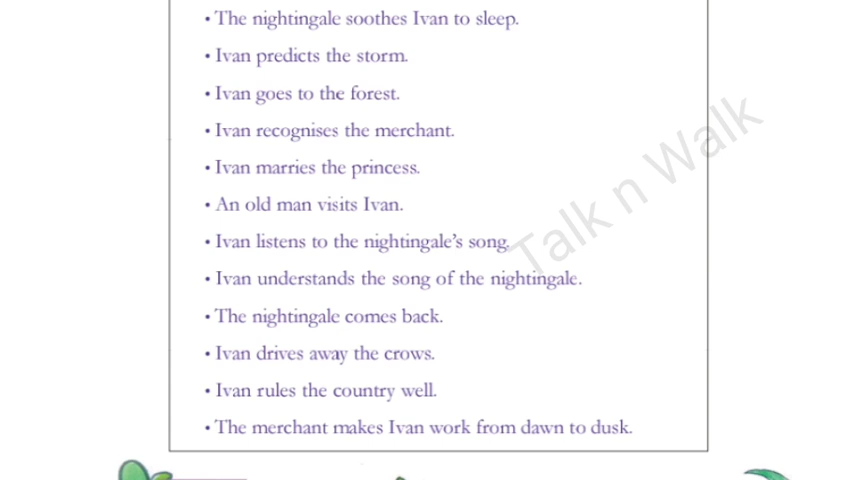 • The nightingale soothes Ivan to sleep.
• Ivan predicts the storm.
• Ivan goes to the forest.
• Ivan recognises the merchant.
• Ivan marries the princess.
• An old man visits Ivan.
• Ivan listens to the nightingale's song.
• Ivan understands the song of the nightingale.
• The nightingale comes back.
• Ivan drives away the crows.
• Ivan rules the country well.
• The merchant makes Ivan work from dawn to dusk.
Talk n Walk